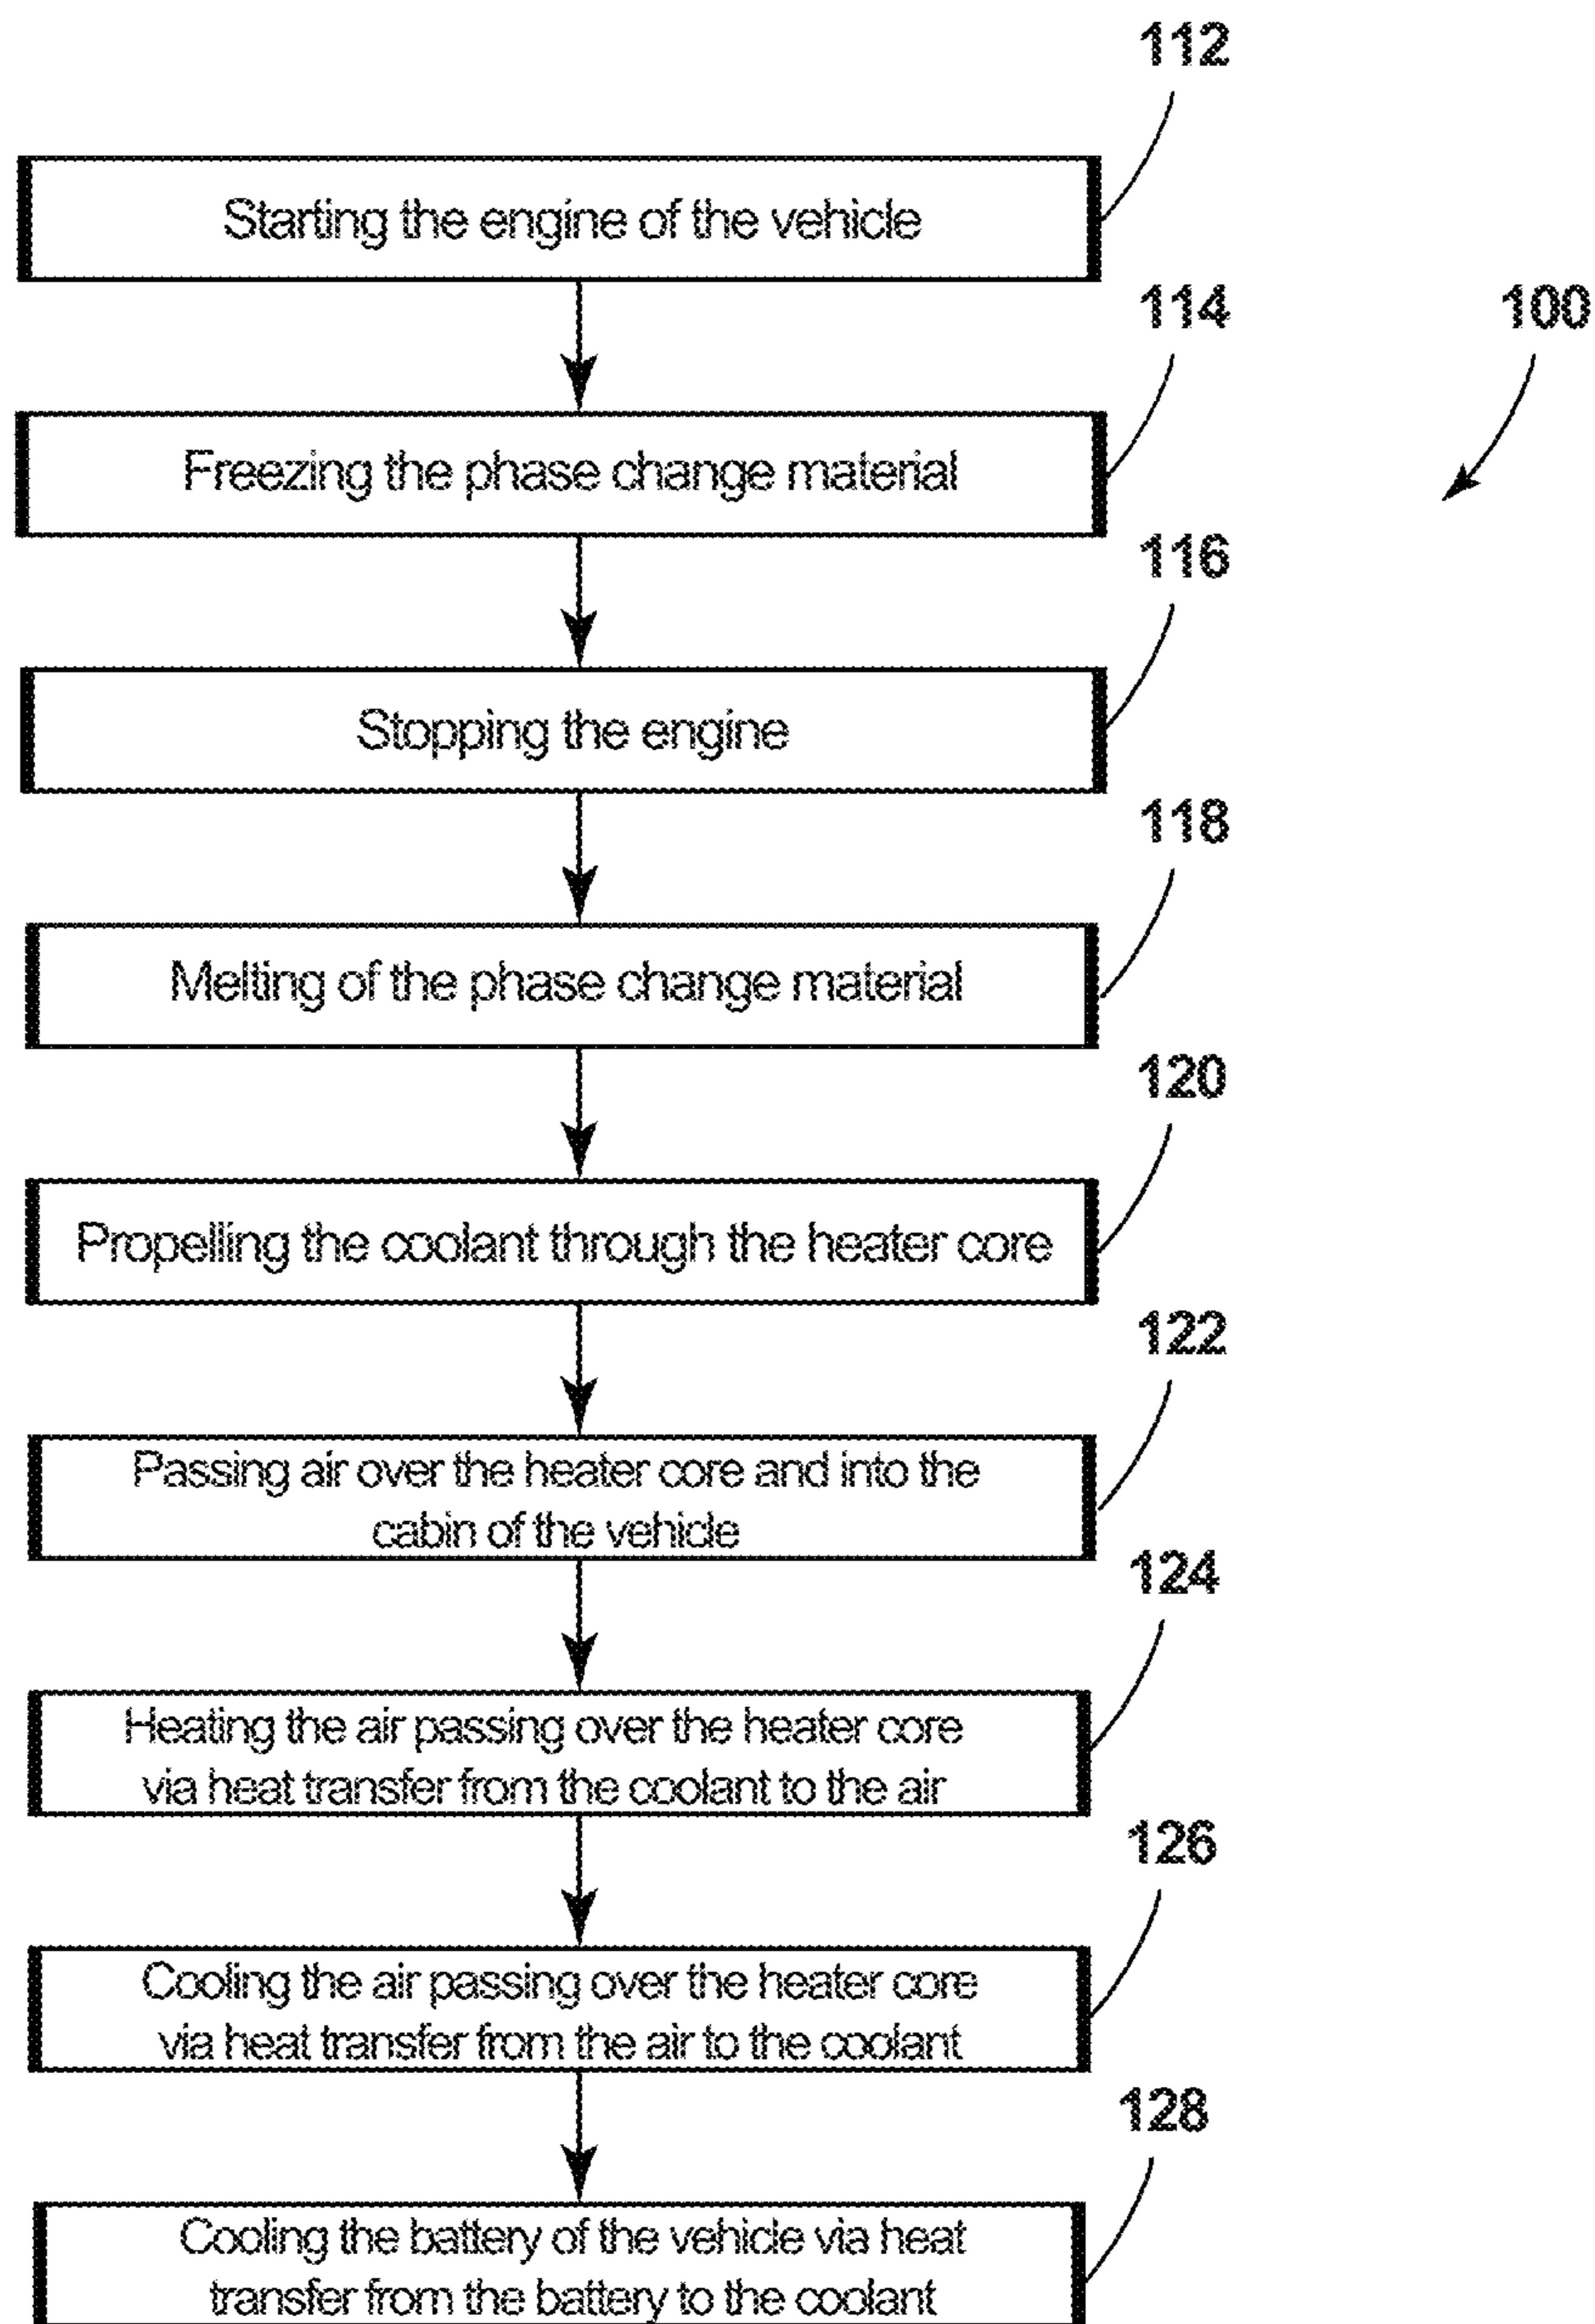 112
Starting the engine of the vehicle
114
100
Freezing the phase change material
116
Stopping the engine
118
Melting of the phase change material
120
Propelling the coolant through the heater core
122
Passing air over the heater core and into the
cabin of the vehicle
124
Heating the air passing over the heater core
via heat transfer from the coolant to the air
126
Cooling the air passing over the heater core
via heat transfer from the air to the coolant
128
Cooling the battery of the vehicle via heat
transfer from the battery to the coolant